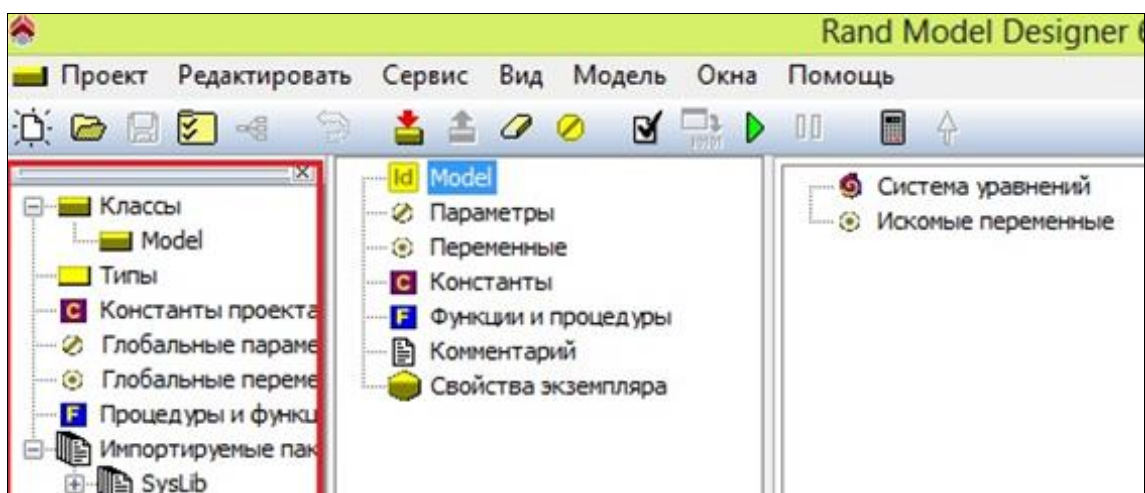 Rand Model Designer 6
Проект Редактировать Сервис Вид Модель Окна Помощь
Классы
Model
Типы
Константы проекта
Глобальные параме
Глобальные переме
Процедуры и функц
Импортируемые пак
SysLib
Id Model
Параметры
Переменные
C Константы
F Функции и процедуры
Комментарий
Свойства экземпляра
Система уравнений
Искомые переменные